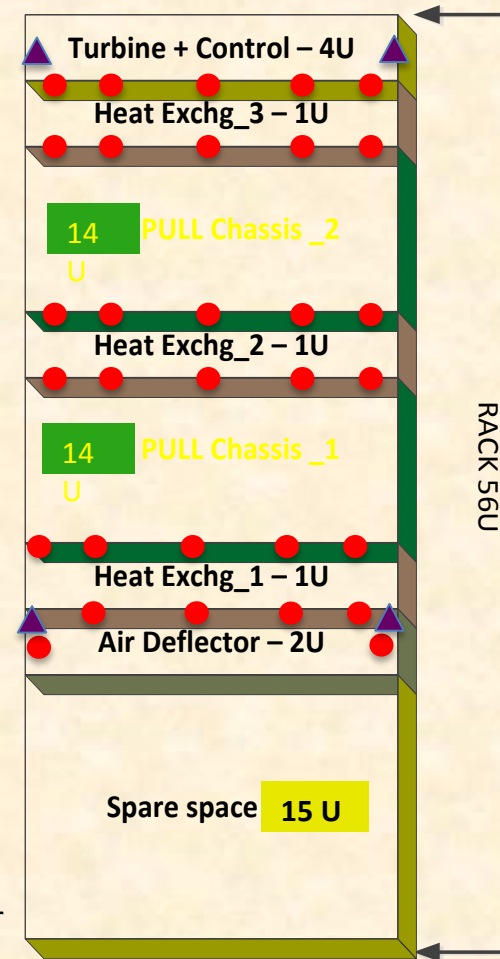 Turbine + Control – 4U
Heat Exchg_3 – 1U
14
U
PULL Chassis _2
Heat Exchg_2 – 1U
14
U
PULL Chassis _1
Heat Exchg_1 – 1U
Air Deflector – 2U
Spare space
15 U
RACK 56U